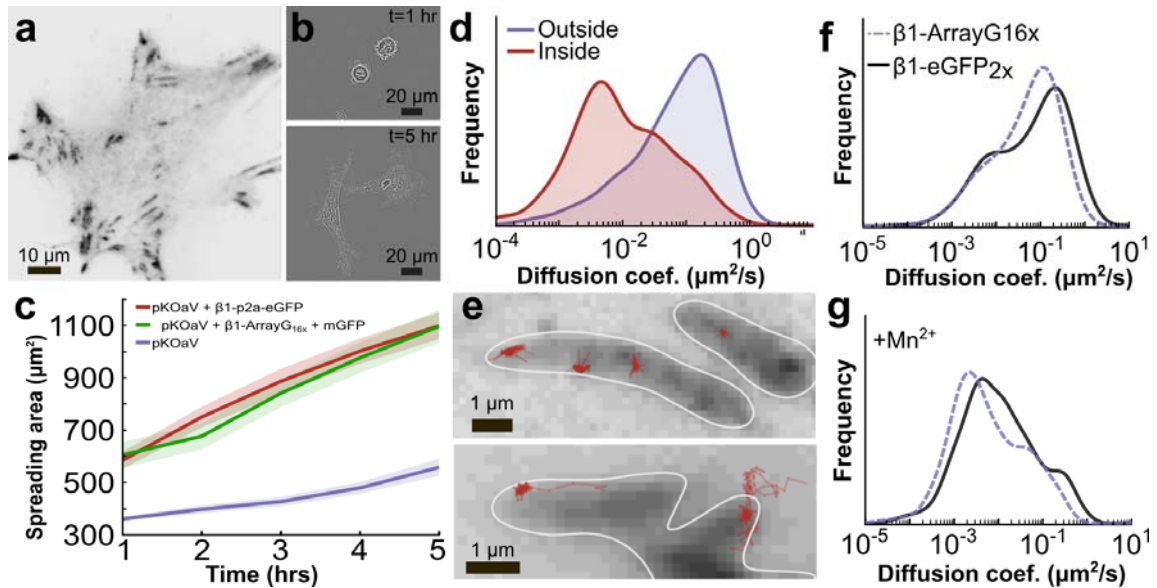 a
10 µm
b
t=1 hr
20 µm
t=5 hr
20 µm
c
pKOaV + β1-p2a-eGFP
pKOaV + β1-ArrayG16x + mGFP
pKOaV
Spreading area (µm²)
1100
900
700
500
300
1 2 3 4 5
Time (hrs)
d
Outside
Inside
Frequency
10⁻⁴ 10⁻² 10⁰
Diffusion coef. (µm²/s)
e
1 µm
1 µm
f
β1-ArrayG16x
β1-eGFP2x
Frequency
10⁻⁵ 10⁻³ 10⁻¹ 10¹
Diffusion coef. (µm²/s)
g
+Mn²⁺
Frequency
10⁻⁵ 10⁻³ 10⁻¹ 10¹
Diffusion coef. (µm²/s)